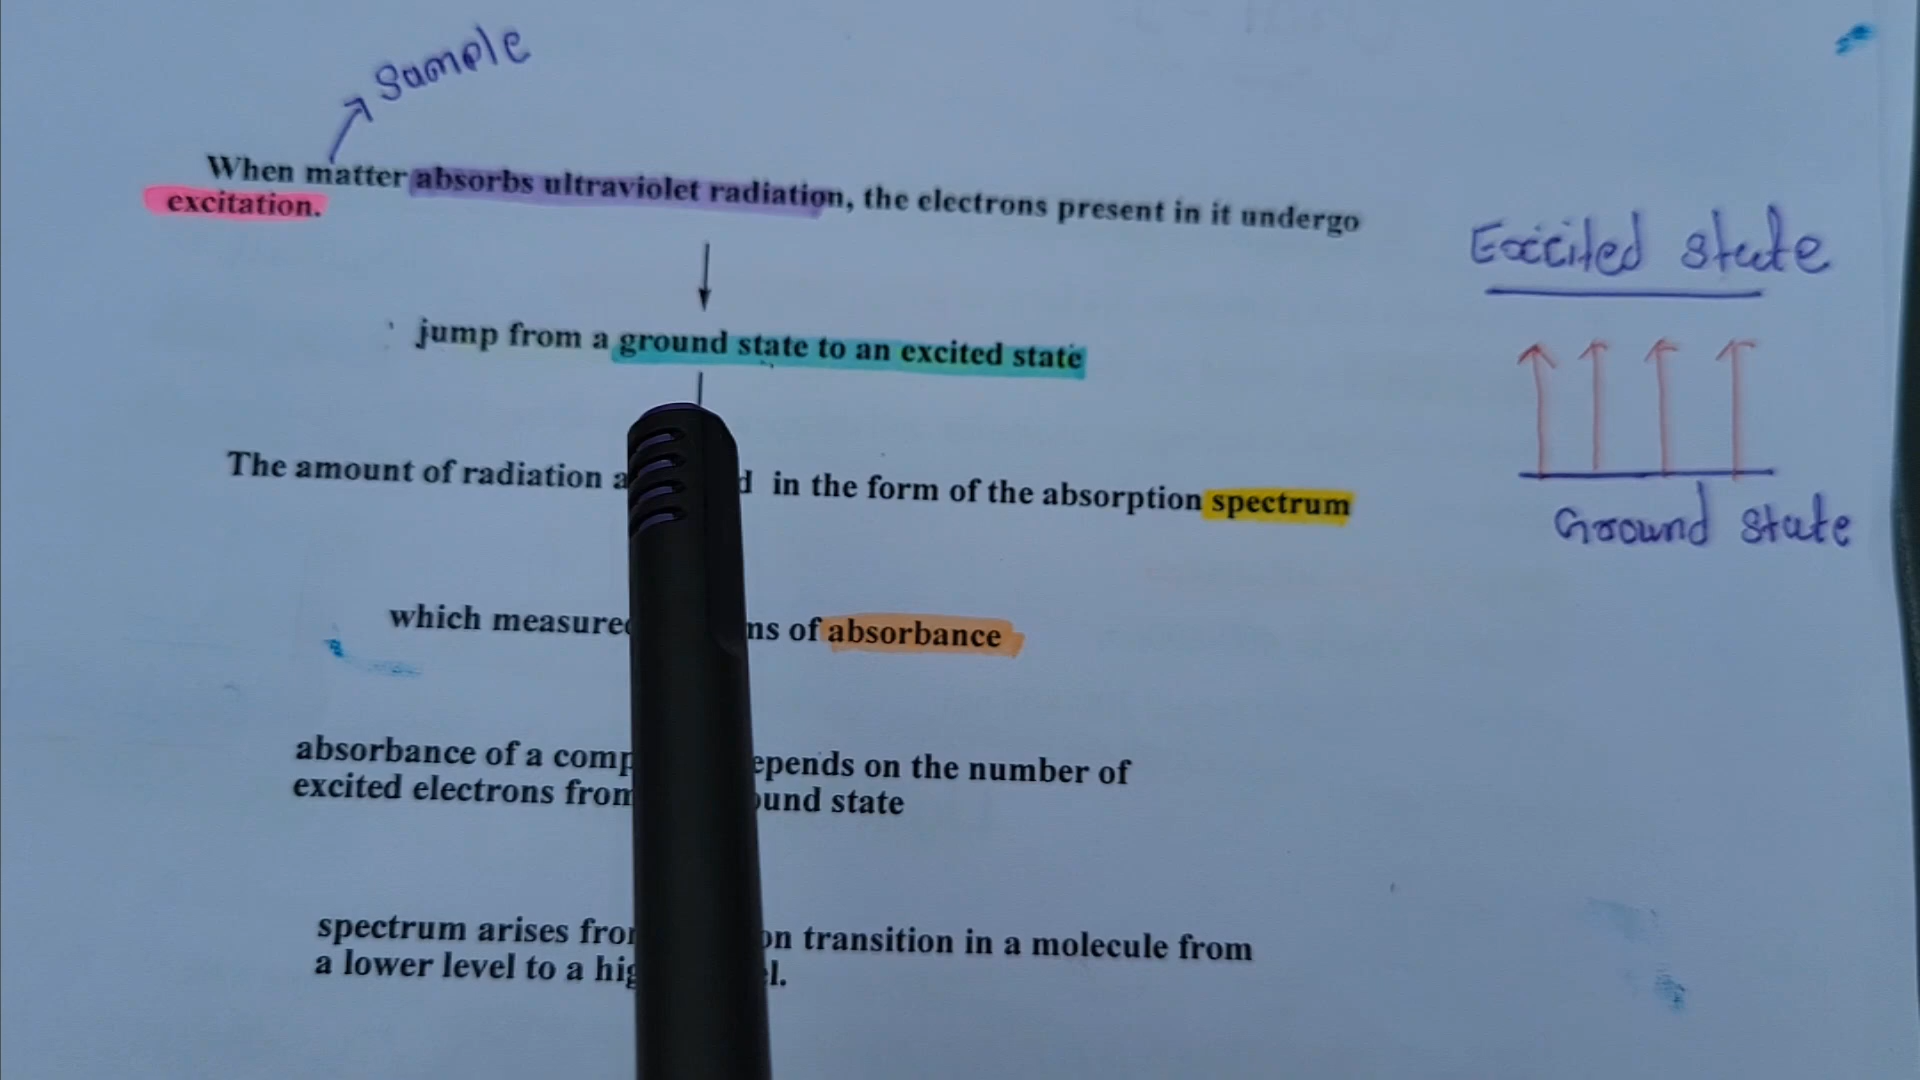 Sample
When matter absorbs ultraviolet radiation, the electrons present in it undergo
excitation.
jump from a ground state to an excited state
The amount of radiation in the form of the absorption spectrum
which of absorbance
absorbance of a on the number of
excited electrons state
spectrum arises transition in a molecule from
a lower level to a
Excited state
Ground state